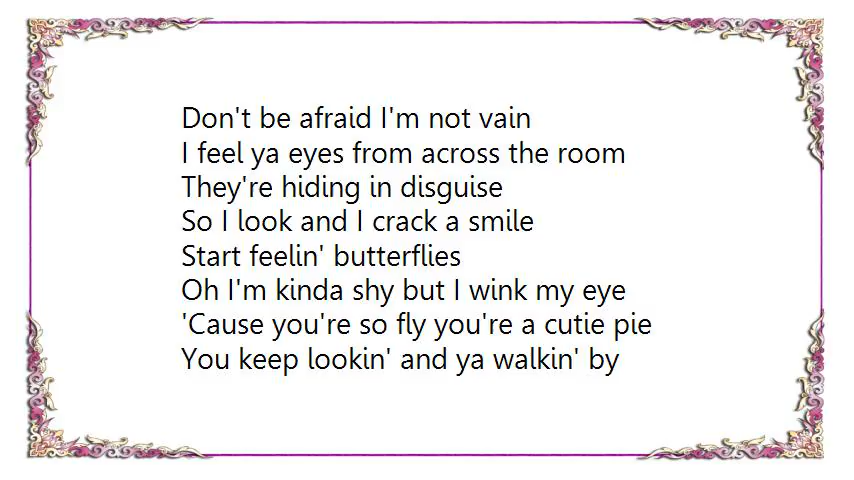 Don't be afraid I'm not vain
I feel ya eyes from across the room
They're hiding in disguise
So I look and I crack a smile
Start feelin' butterflies
Oh I'm kinda shy but I wink my eye
'Cause you're so fly you're a cutie pie
You keep lookin' and ya walkin' by